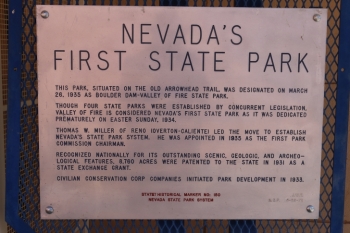 NEVADA'S
FIRST STATE PARK
THIS PARK, SITUATED ON THE OLD ARROWHEAD TRAIL, WAS DESIGNATED ON MARCH
26, 1935 AS BOULDER DAM-VALLEY OF FIRE STATE PARK.
THOUGH FOUR STATE PARKS WERE ESTABLISHED BY CONCURRENT LEGISLATION,
VALLEY OF FIRE IS CONSIDERED NEVADA'S FIRST STATE PARK AS IT WAS DEDICATED
PREMATURELY ON EASTER SUNDAY, 1934.
THOMAS W. MILLER OF RENO (OVERTON-CALIENTE) LED THE MOVE TO ESTABLISH
NEVADA'S STATE PARK SYSTEM. HE WAS APPOINTED IN 1935 AS THE FIRST PARK
COMMISSION CHAIRMAN.
RECOGNIZED NATIONALLY FOR ITS OUTSTANDING SCENIC, GEOLOGIC, AND ARCHEO-
LOGICAL FEATURES, 8,760 ACRES WERE PATENTED TO THE STATE IN 1931 AS A
STATE EXCHANGE GRANT.
CIVILIAN CONSERVATION CORP COMPANIES INITIATED PARK DEVELOPMENT IN 1933.
STATE HISTORICAL MARKER NO.
NEVADA STATE PARK SYSTEM